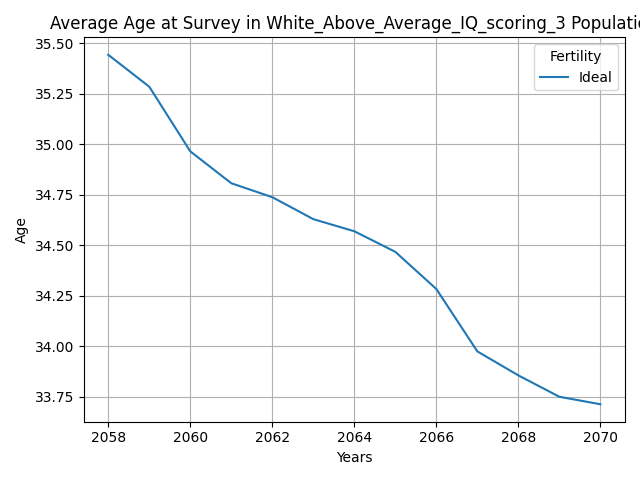 Average Age at Survey in White_Above_Average_IQ_scoring_3 Populatio
35.50
35.25
35.00
34.75
34.50
34.25
34.00
33.75
Age
Fertility
Ideal
2058 2060 2062 2064 2066 2068 2070
Years